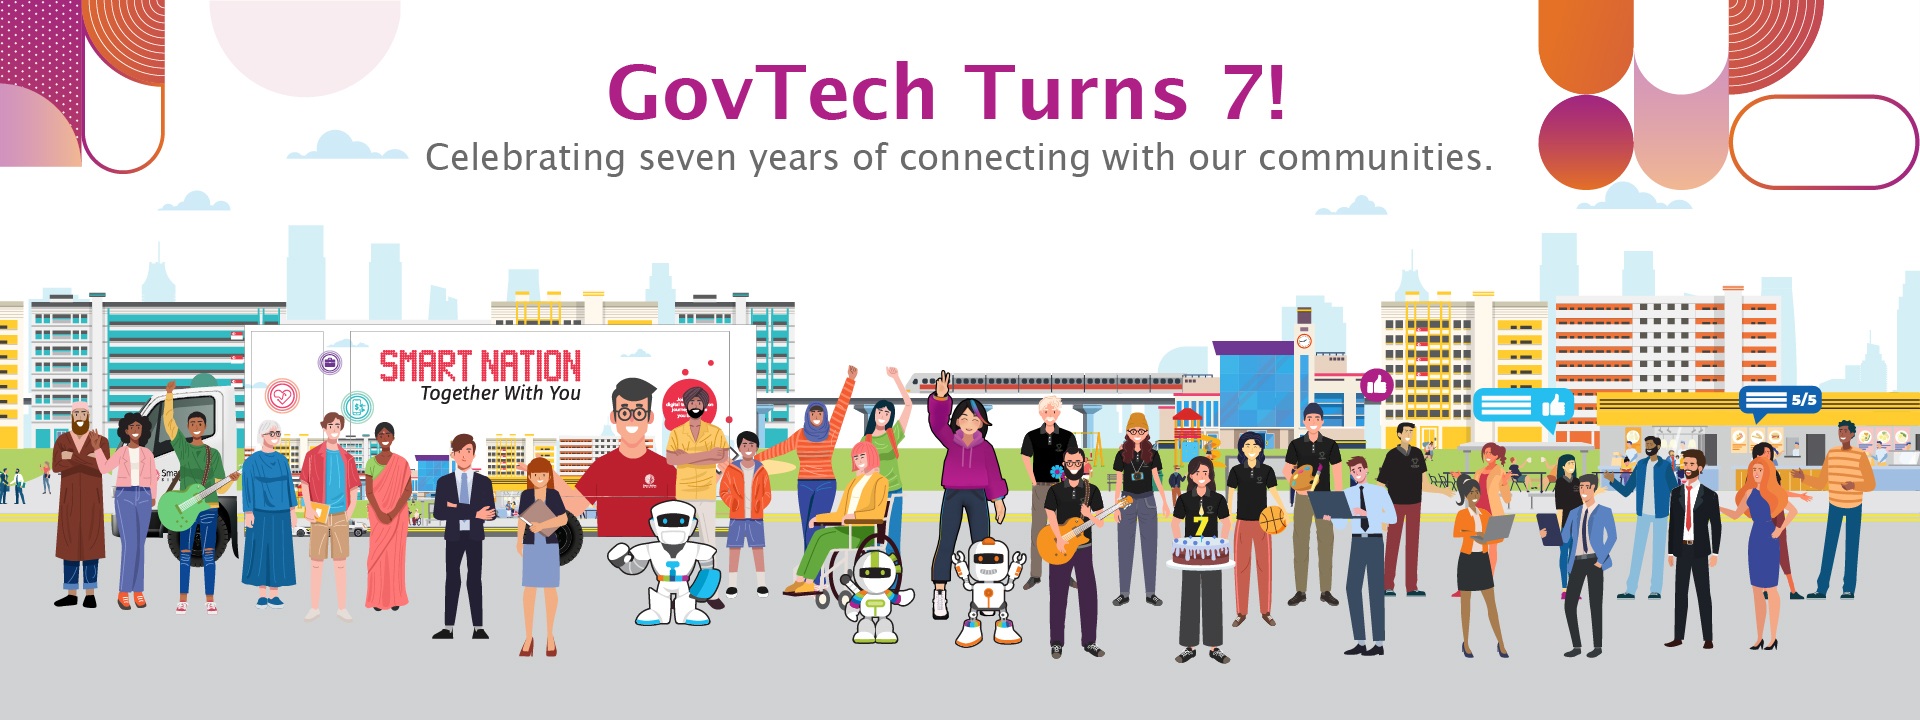 GovTech Turns 7!
Celebrating seven years of connecting with our communities.
SMART NATION
Together With You
5/5
7